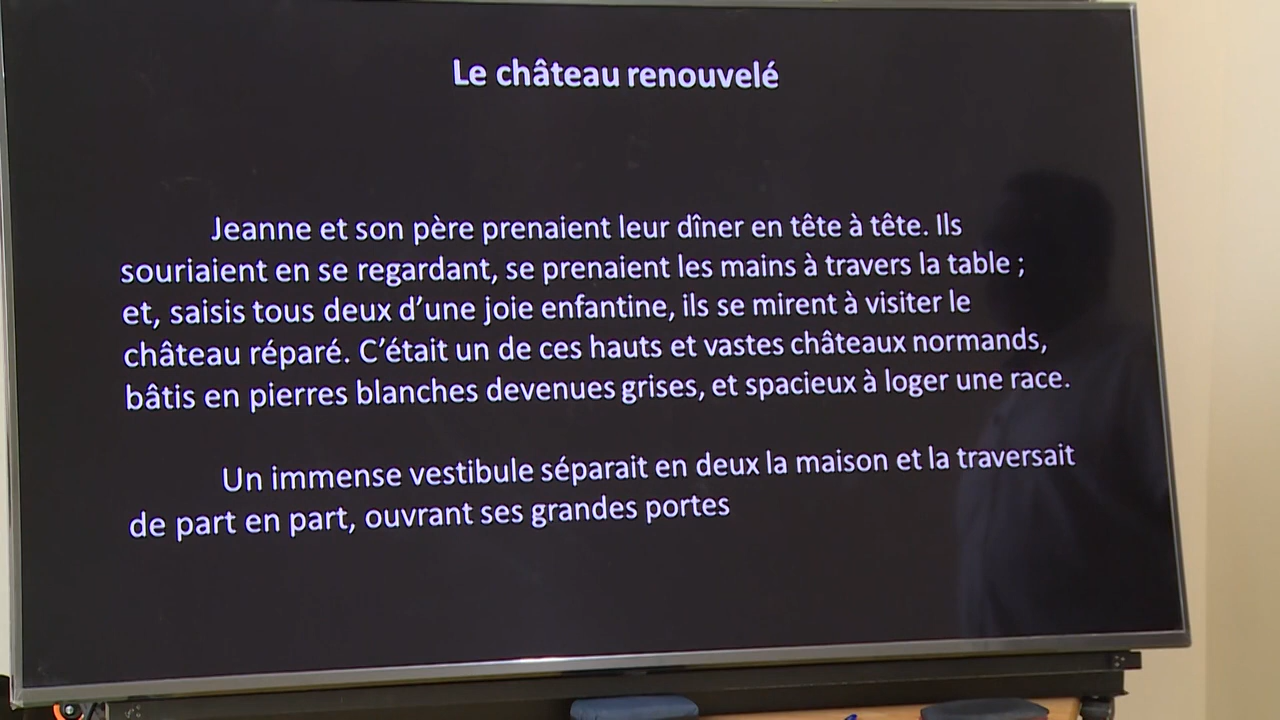 Le château renouvelé
Jeanne et son père prenaient leur dîner en tête à tête. Ils
souriaient en se regardant, se prenaient les mains à travers la table ;
et, saisis tous deux d’une joie enfantine, ils se mirent à visiter le
château réparé. C’était un de ces hauts et vastes châteaux normands,
bâtis en pierres blanches devenues grises, et spacieux à loger une race.
Un immense vestibule séparait en deux la maison et la traversait
de part en part, ouvrant ses grandes portes